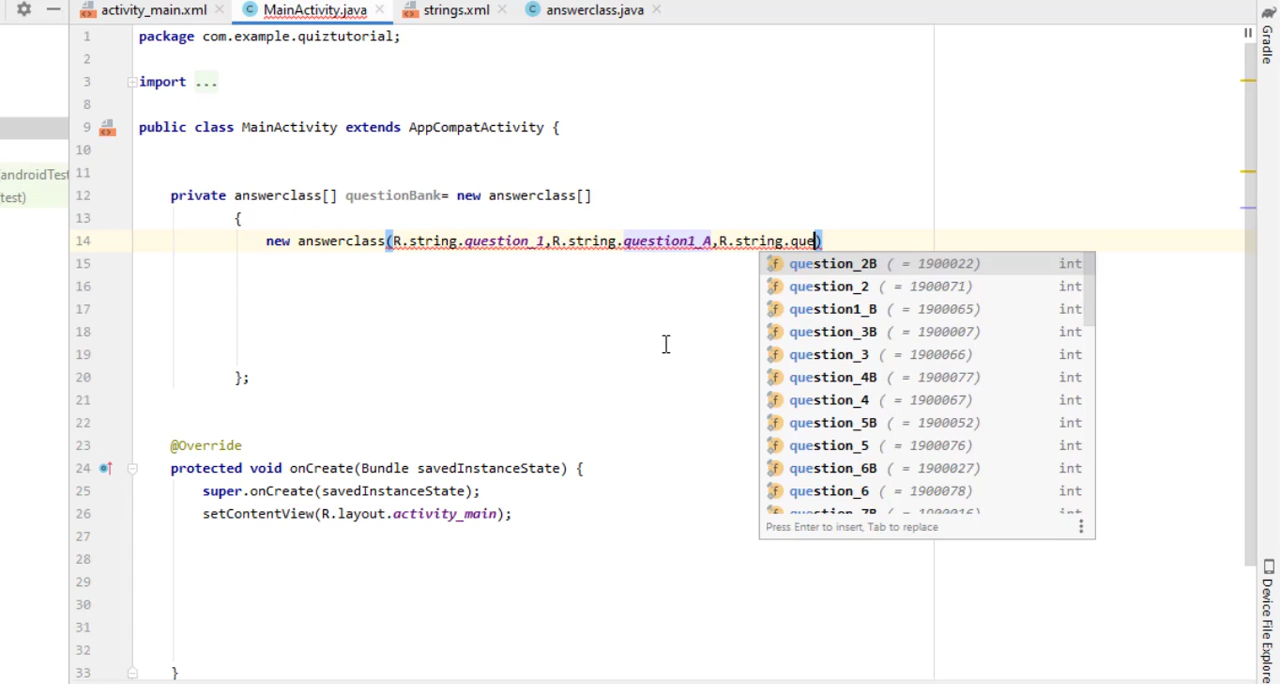 activity_main.xml MainActivity.java strings.xml answerclass.java
1 package com.example.quiztutorial;
2
3 import ...
8
9 public class MainActivity extends AppCompatActivity {
10
11
12 private answerclass[] questionBank= new answerclass[]
13 {
14 new answerclass(R.string.question_1,R.string.question1_A,R.string.que)
15
16
17
18
19
20 };
21
22
23 @Override
24 protected void onCreate(Bundle savedInstanceState) {
25 super.onCreate(savedInstanceState);
26 setContentView(R.layout.activity_main);
27
28
29
30
31
32
33 }
androidTest
test)
question_2B ( = 1900022) int
question_2 ( = 1900071) int
question1_B ( = 1900065) int
question_3B ( = 1900007) int
question_3 ( = 1900066) int
question_4B ( = 1900077) int
question_4 ( = 1900067) int
question_5B ( = 1900052) int
question_5 ( = 1900076) int
question_6B ( = 1900027) int
question_6 ( = 1900078) int
question_7B ( = 1900016) int
Press Enter to insert, Tab to replace
Gradle
Device File Explorer